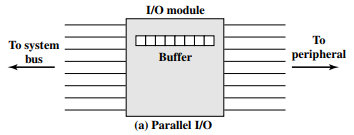 I/O module
To system
bus
Buffer
To
peripheral
(a) Parallel I/O